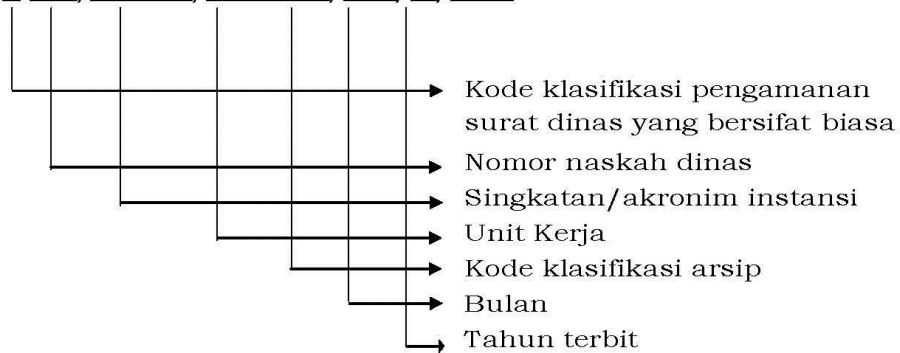 Kode klasifikasi pengamanan
surat dinas yang bersifat biasa
Nomor naskah dinas
Singkatan/akronim instansi
Unit Kerja
Kode klasifikasi arsip
Bulan
Tahun terbit